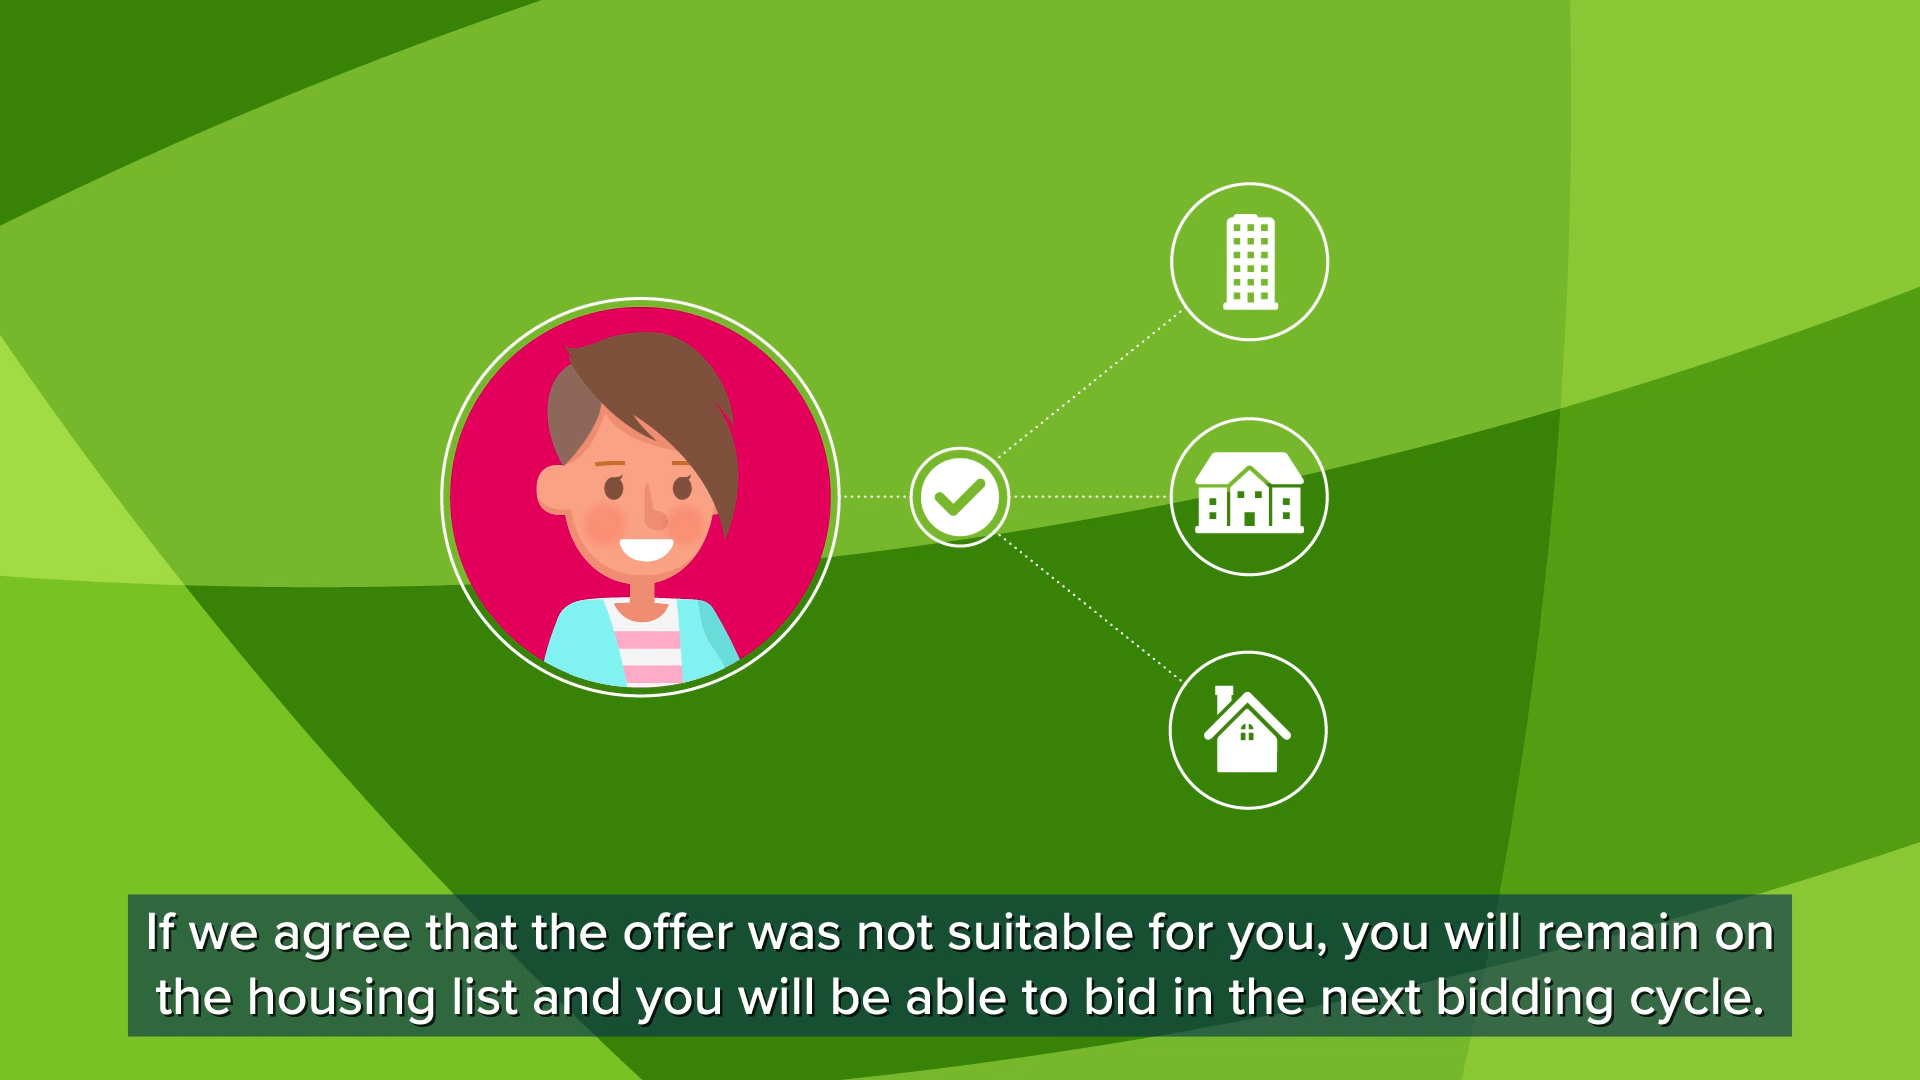 If we agree that the offer was not suitable for you, you will remain on
the housing list and you will be able to bid in the next bidding cycle.